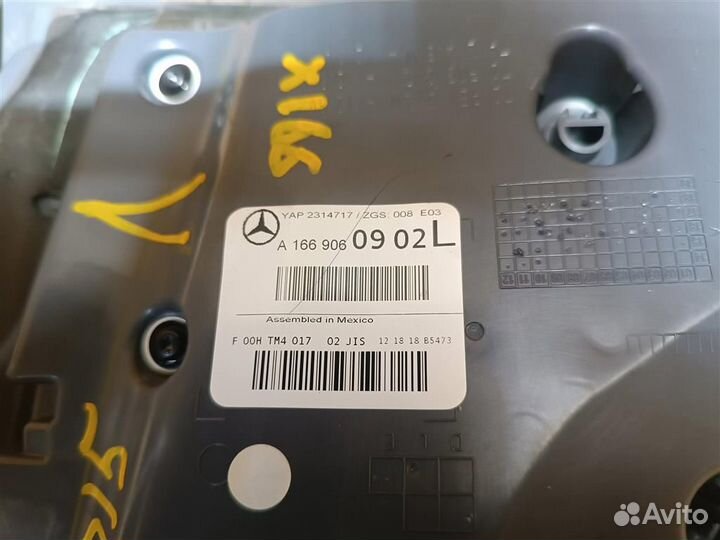 X166
YAP 2314717 / ZGS: 008 E03
A 166 906 09 02 L
Assembled in Mexico
F 00H TM4 017 02 JIS 12 18 18 B5473
Avito